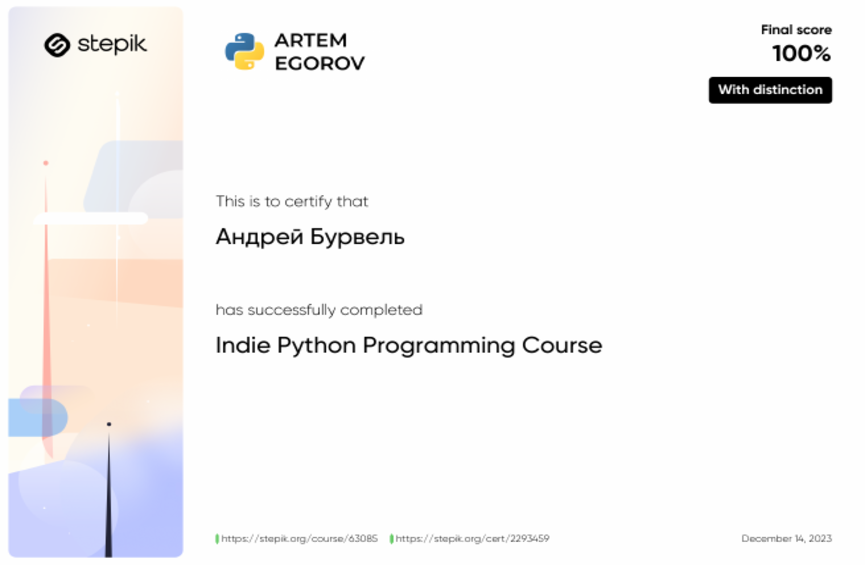 stepik
ARTEM
EGOROV
Final score
100%
With distinction
This is to certify that
Андрей Бурвель
has successfully completed
Indie Python Programming Course
https://stepik.org/course/63085 https://stepik.org/cert/2293459
December 14, 2023